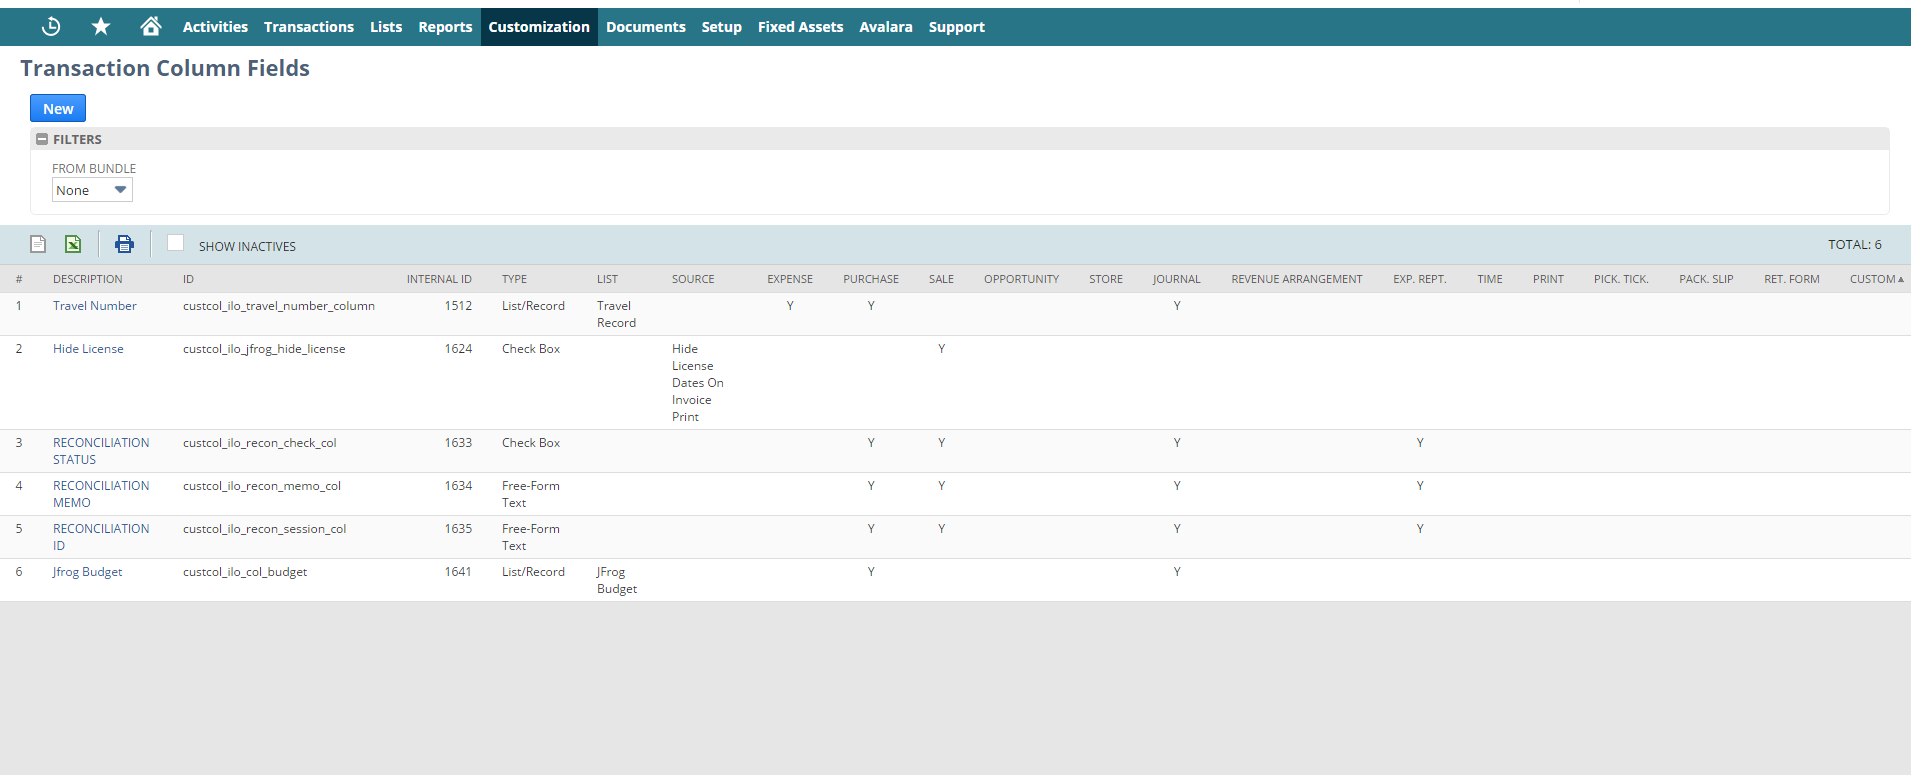 Activities Transactions Lists Reports Customization Documents Setup Fixed Assets Avalara Support
Transaction Column Fields
New
FILTERS
FROM BUNDLE
None
SHOW INACTIVES TOTAL: 6
# DESCRIPTION ID INTERNAL ID TYPE LIST SOURCE EXPENSE PURCHASE SALE OPPORTUNITY STORE JOURNAL REVENUE ARRANGEMENT EXP. REPT. TIME PRINT PICK. TICK. PACK. SLIP RET. FORM CUSTOM
1 Travel Number custcol_ilo_travel_number_column 1512 List/Record Travel Y Y Y
Record
2 Hide License custcol_ilo_jfrog_hide_license 1624 Check Box Hide Y
License
Dates On
Invoice
Print
3 RECONCILIATION custcol_ilo_recon_check_col 1633 Check Box Y Y Y Y
STATUS
4 RECONCILIATION custcol_ilo_recon_memo_col 1634 Free-Form Y Y Y Y
MEMO Text
5 RECONCILIATION custcol_ilo_recon_session_col 1635 Free-Form Y Y Y Y
ID Text
6 Jfrog Budget custcol_ilo_col_budget 1641 List/Record JFrog Y Y
Budget